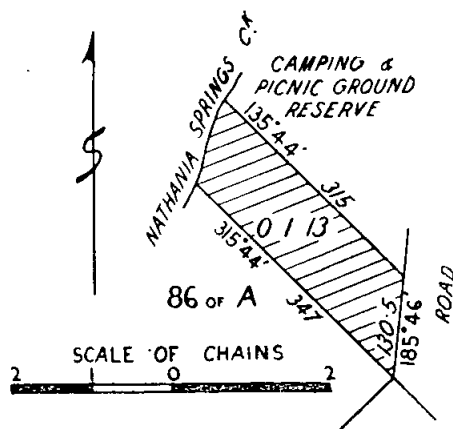 CAMPING &
PICNIC GROUND
RESERVE
NATHANIA SPRINGS CK
135°44'
315
0 1 13
315°44'
347
86 OF A
130·5
185°46'
ROAD
SCALE OF CHAINS
2 1 0 2